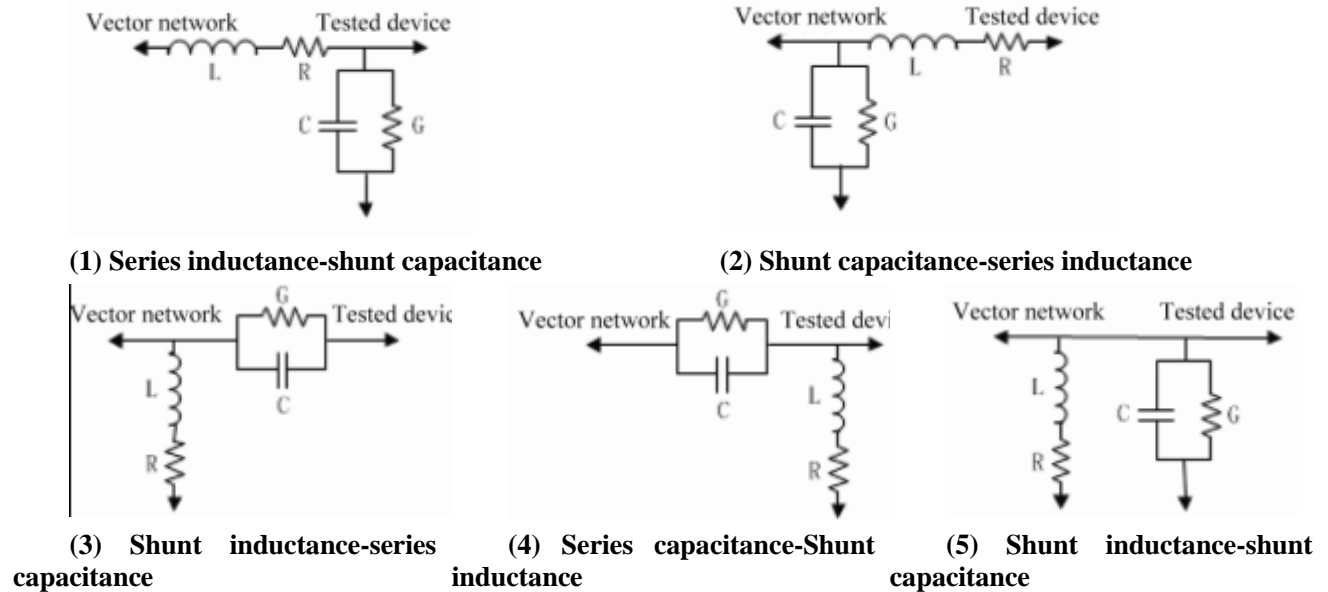 Vector network Tested device
L R
C G
Vector network Tested device
L R
C G
(1) Series inductance-shunt capacitance
(2) Shunt capacitance-series inductance
Vector network G Tested devic
L C
R
Vector network G Tested devi
C L
R
Vector network Tested device
L C G
R
(3) Shunt inductance-series
capacitance
(4) Series capacitance-Shunt
inductance
(5) Shunt inductance-shunt
capacitance